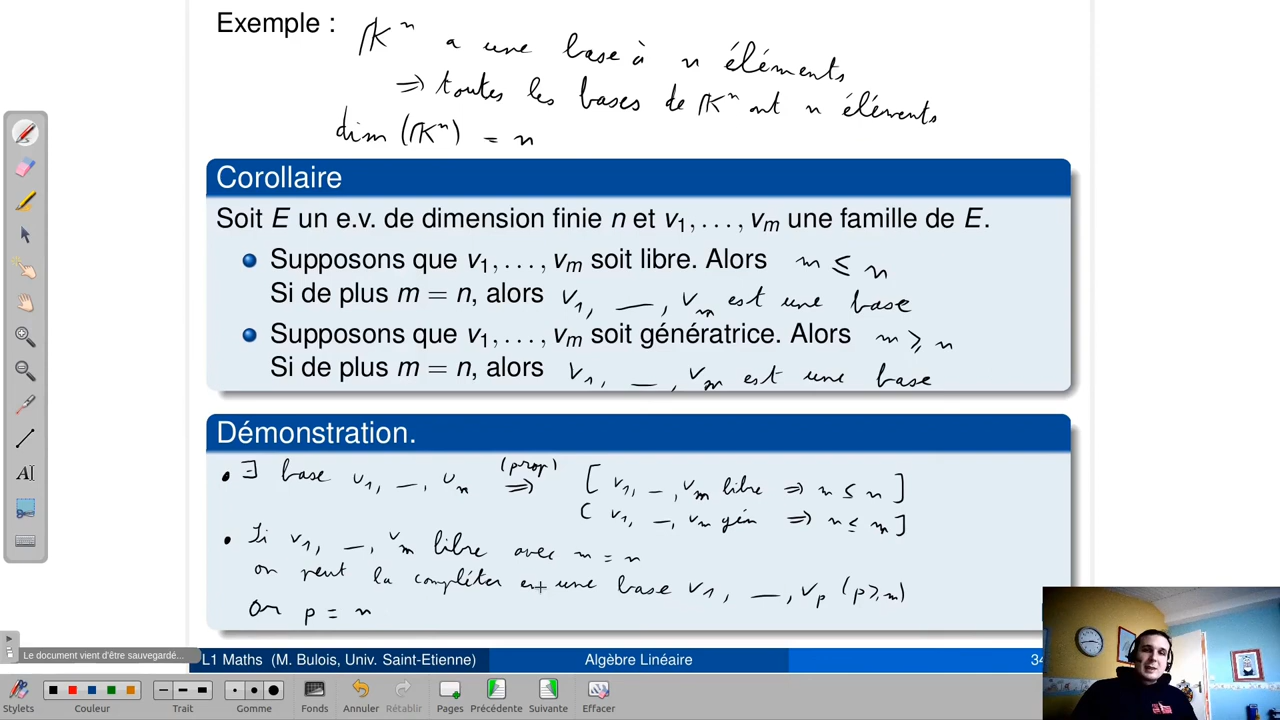 Exemple : 𝕂ⁿ a une base à n éléments
⇒ toutes les bases de 𝕂ⁿ ont n éléments
dim (𝕂ⁿ) = n
Corollaire
Soit E un e.v. de dimension finie n et v₁, . . . , vₘ une famille de E.
Supposons que v₁, . . . , vₘ soit libre. Alors m ≤ n
Si de plus m = n, alors v₁, —, vₘ est une base
Supposons que v₁, . . . , vₘ soit génératrice. Alors m ≥ n
Si de plus m = n, alors v₁, —, vₘ est une base
Démonstration.
• ∃ base u₁, —, uₙ (prop) ⇒ [ v₁, —, vₘ libre ⇒ m ≤ n ]
[ v₁, —, vₘ gén ⇒ n ≤ m ]
• Si v₁, —, vₘ libre avec m = n
on peut la compléter en une base v₁, —, vₚ (p ≥ m)
Or p = n
Le document vient d'être sauvegardé...
L1 Maths (M. Bulois, Univ. Saint-Etienne) Algèbre Linéaire 34
Stylets Couleur Trait Gomme Fonds Annuler Rétablir Pages Précédente Suivante Effacer